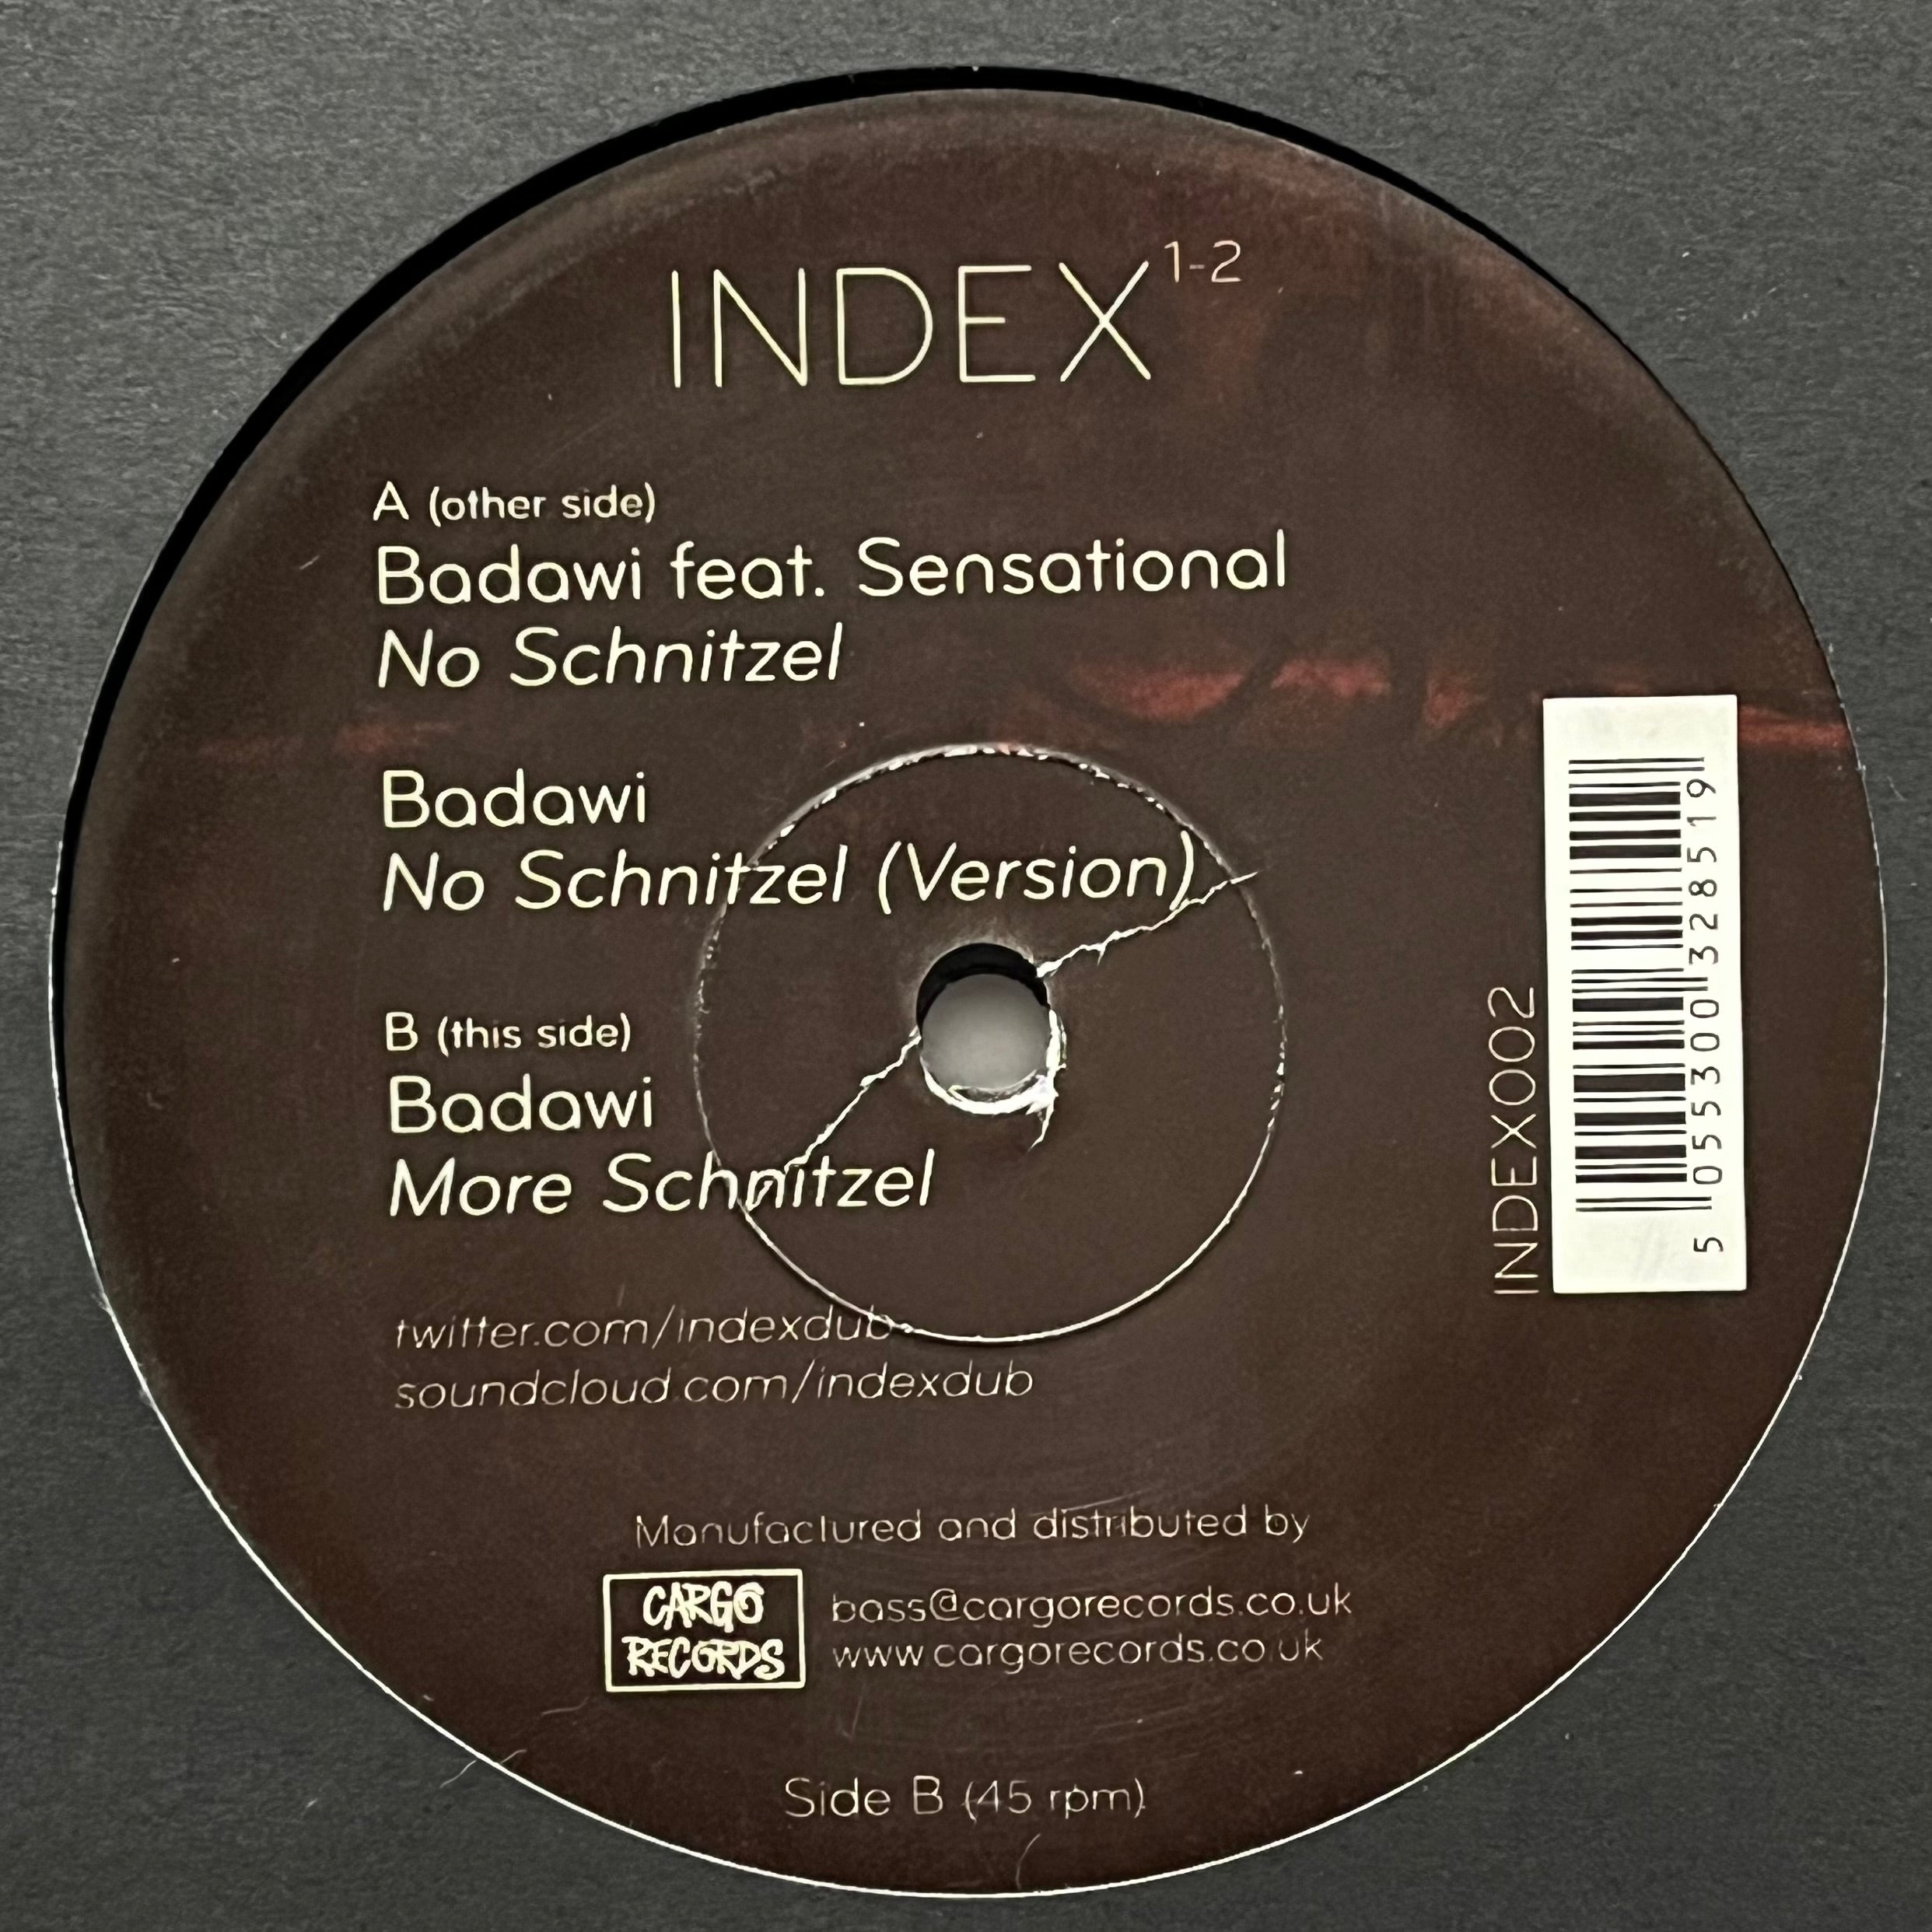 INDEX 1-2
A (other side)
Badawi feat. Sensational
No Schnitzel
Badawi
No Schnitzel (Version)
B (this side)
Badawi
More Schnitzel
twitter.com/indexdub
soundcloud.com/indexdub
INDEX002
5 055300 328519
Manufactured and distributed by
CARGO
RECORDS
bass@cargorecords.co.uk
www.cargorecords.co.uk
Side B (45 rpm)